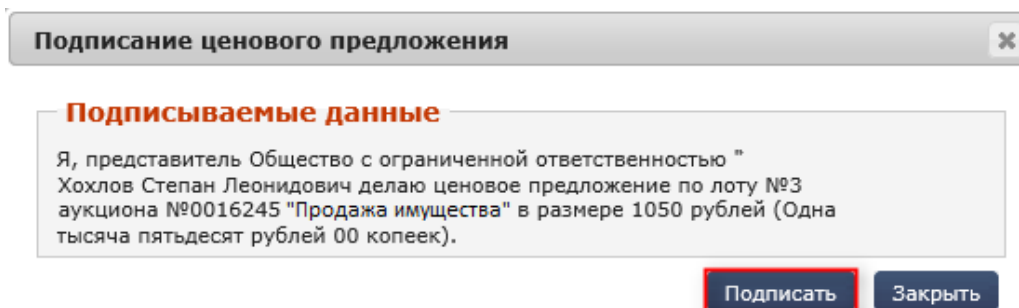 Подписание ценового предложения
Подписываемые данные
Я, представитель Общество с ограниченной ответственностью "
Хохлов Степан Леонидович делаю ценовое предложение по лоту №3
аукциона №0016245 "Продажа имущества" в размере 1050 рублей (Одна
тысяча пятьдесят рублей 00 копеек).
Подписать Закрыть